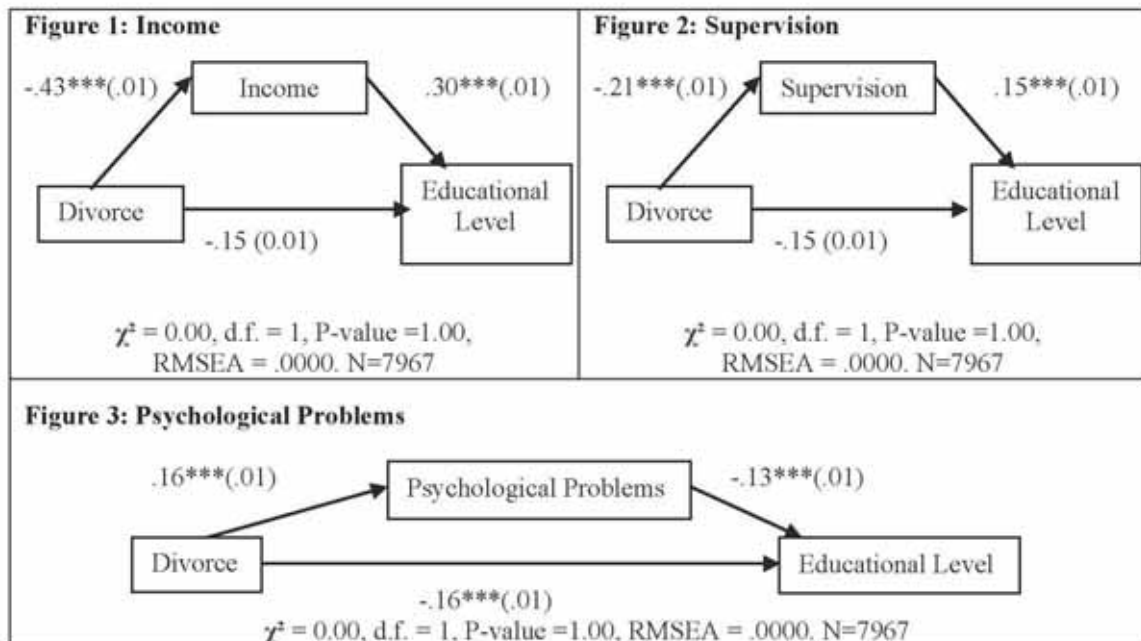 Figure 1: Income
-.43***(.01)
Income
.30***(.01)
Divorce
Educational
Level
-.15 (0.01)
χ² = 0.00, d.f. = 1, P-value =1.00,
RMSEA = .0000. N=7967
Figure 2: Supervision
-.21***(.01)
Supervision
.15***(.01)
Divorce
Educational
Level
-.15 (0.01)
χ² = 0.00, d.f. = 1, P-value =1.00,
RMSEA = .0000. N=7967
Figure 3: Psychological Problems
.16***(.01)
Psychological Problems
-.13***(.01)
Divorce
Educational Level
-.16***(.01)
χ² = 0.00, d.f. = 1, P-value =1.00, RMSEA = .0000. N=7967